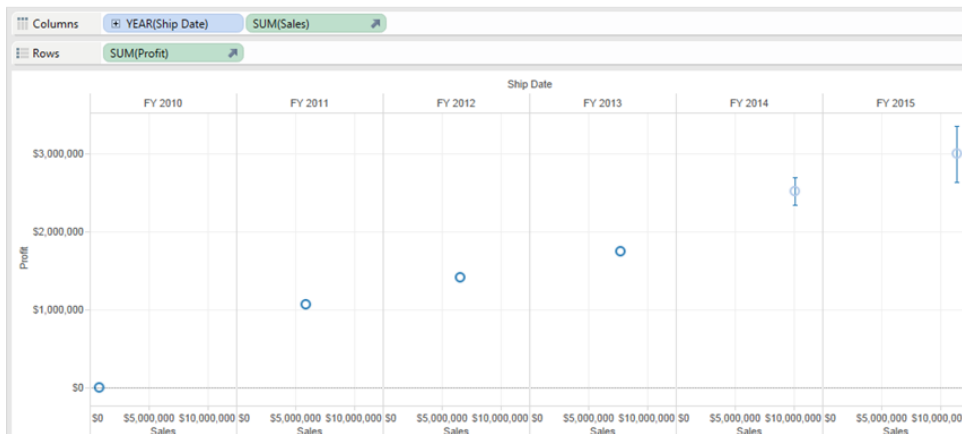 Columns YEAR(Ship Date) SUM(Sales)
Rows SUM(Profit)
Ship Date
FY 2010 FY 2011 FY 2012 FY 2013 FY 2014 FY 2015
$3,000,000
$2,000,000
Profit
$1,000,000
$0
$0 $5,000,000 $10,000,000 $0 $5,000,000 $10,000,000 $0 $5,000,000 $10,000,000 $0 $5,000,000 $10,000,000 $0 $5,000,000 $10,000,000 $0 $5,000,000 $10,000,00
Sales Sales Sales Sales Sales Sales